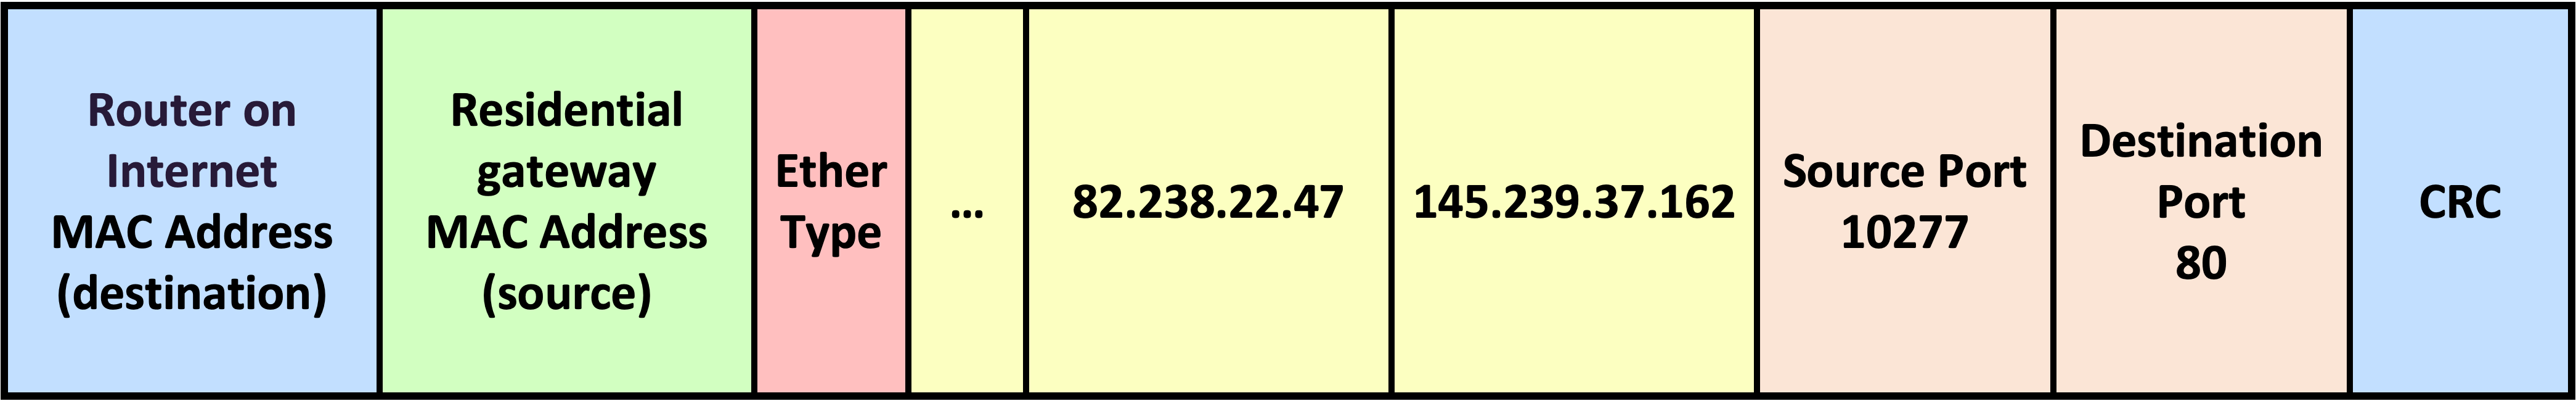 Router on
Internet
MAC Address
(destination)
Residential
gateway
MAC Address
(source)
Ether
Type
...
82.238.22.47
145.239.37.162
Source Port
10277
Destination
Port
80
CRC